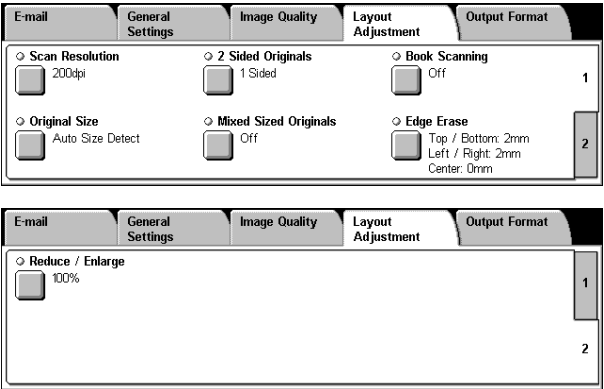 E-mail
General
Settings
Image Quality
Layout
Adjustment
Output Format
Scan Resolution
200dpi
2 Sided Originals
1 Sided
Book Scanning
Off
1
Original Size
Auto Size Detect
Mixed Sized Originals
Off
Edge Erase
Top / Bottom: 2mm
Left / Right: 2mm
Center: 0mm
2
E-mail
General
Settings
Image Quality
Layout
Adjustment
Output Format
Reduce / Enlarge
100%
1
2